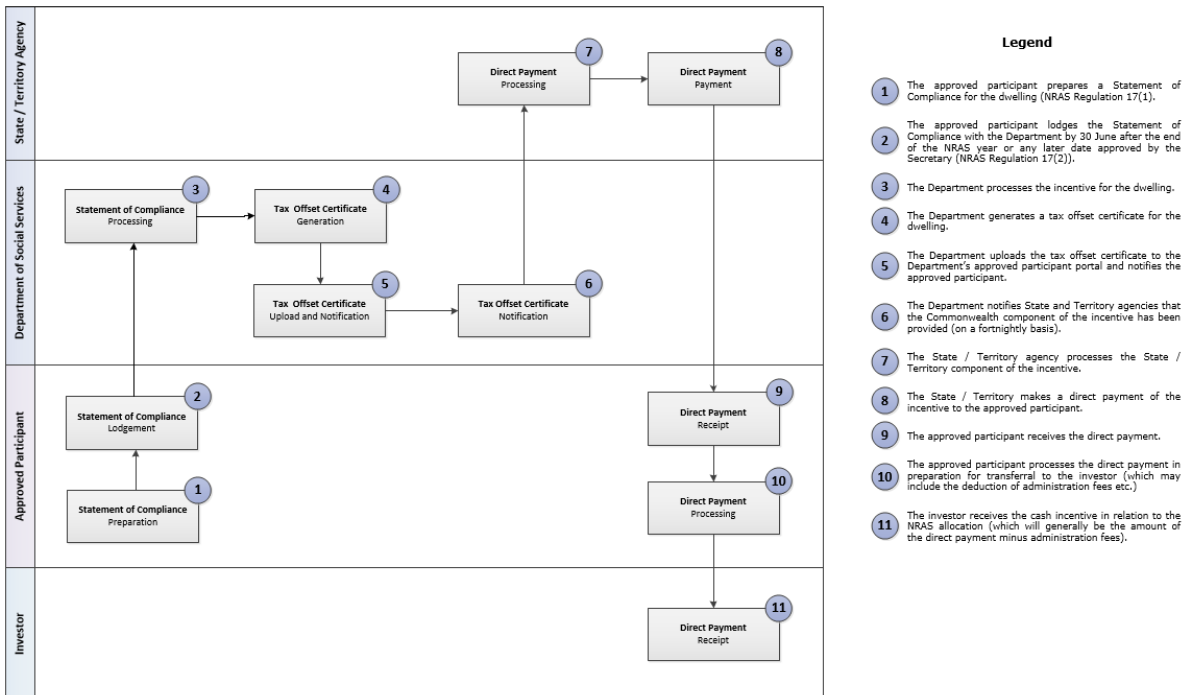 State / Territory Agency
7
Direct Payment
Processing
8
Direct Payment
Payment
Department of Social Services
3
Statement of Compliance
Processing
4
Tax Offset Certificate
Generation
5
Tax Offset Certificate
Upload and Notification
6
Tax Offset Certificate
Notification
Approved Participant
2
Statement of Compliance
Lodgement
1
Statement of Compliance
Preparation
9
Direct Payment
Receipt
10
Direct Payment
Processing
Investor
11
Direct Payment
Receipt
Legend
1
The approved participant prepares a Statement of
Compliance for the dwelling (NRAS Regulation 17(1).
2
The approved participant lodges the Statement of
Compliance with the Department by 30 June after the end
of the NRAS year or any later date approved by the
Secretary (NRAS Regulation 17(2)).
3
The Department processes the incentive for the dwelling.
4
The Department generates a tax offset certificate for the
dwelling.
5
The Department uploads the tax offset certificate to the
Department's approved participant portal and notifies the
approved participant.
6
The Department notifies State and Territory agencies that
the Commonwealth component of the incentive has been
provided (on a fortnightly basis).
7
The State / Territory agency processes the State /
Territory component of the incentive.
8
The State / Territory makes a direct payment of the
incentive to the approved participant.
9
The approved participant receives the direct payment.
10
The approved participant processes the direct payment in
preparation for transferral to the investor (which may
include the deduction of administration fees etc.)
11
The investor receives the cash incentive in relation to the
NRAS allocation (which will generally be the amount of
the direct payment minus administration fees).